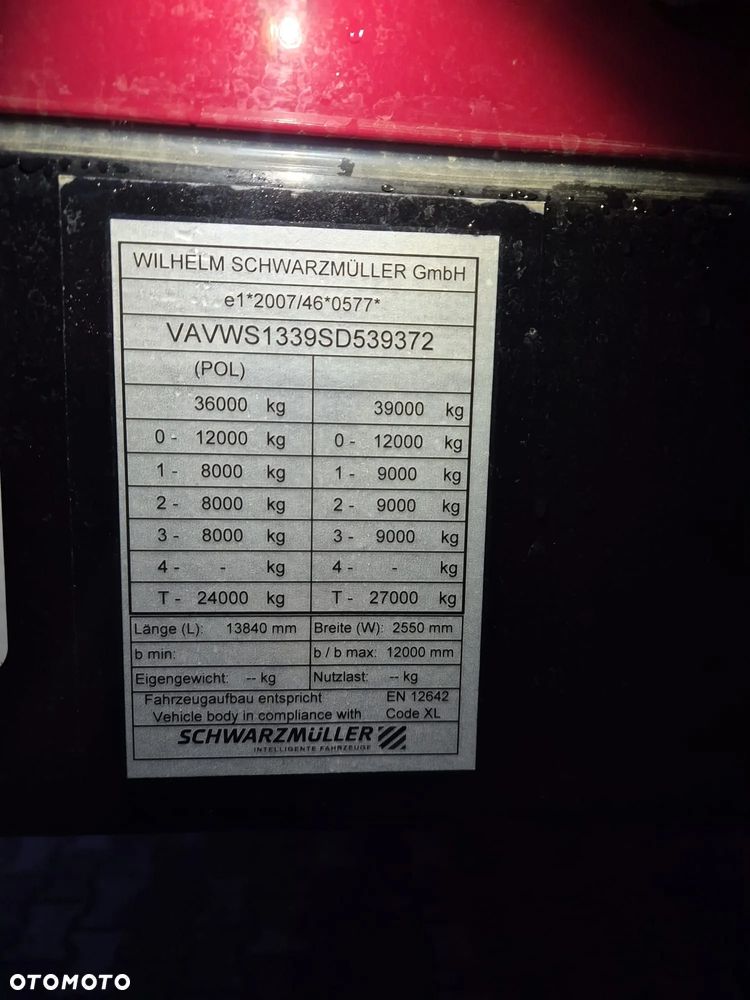 WILHELM SCHWARZMÜLLER GmbH
e1*2007/46*0577*
VAVWS1339SD539372
(POL)
36000 kg 39000 kg
0 - 12000 kg 0 - 12000 kg
1 - 8000 kg 1 - 9000 kg
2 - 8000 kg 2 - 9000 kg
3 - 8000 kg 3 - 9000 kg
4 - - kg 4 - - kg
T - 24000 kg T - 27000 kg
Länge (L): 13840 mm Breite (W): 2550 mm
b min: b / b max: 12000 mm
Eigengewicht: -- kg Nutzlast: -- kg
Fahrzeugaufbau entspricht EN 12642
Vehicle body in compliance with Code XL
SCHWARZMÜLLER
INTELLIGENTE FAHRZEUGE
OTOMOTO